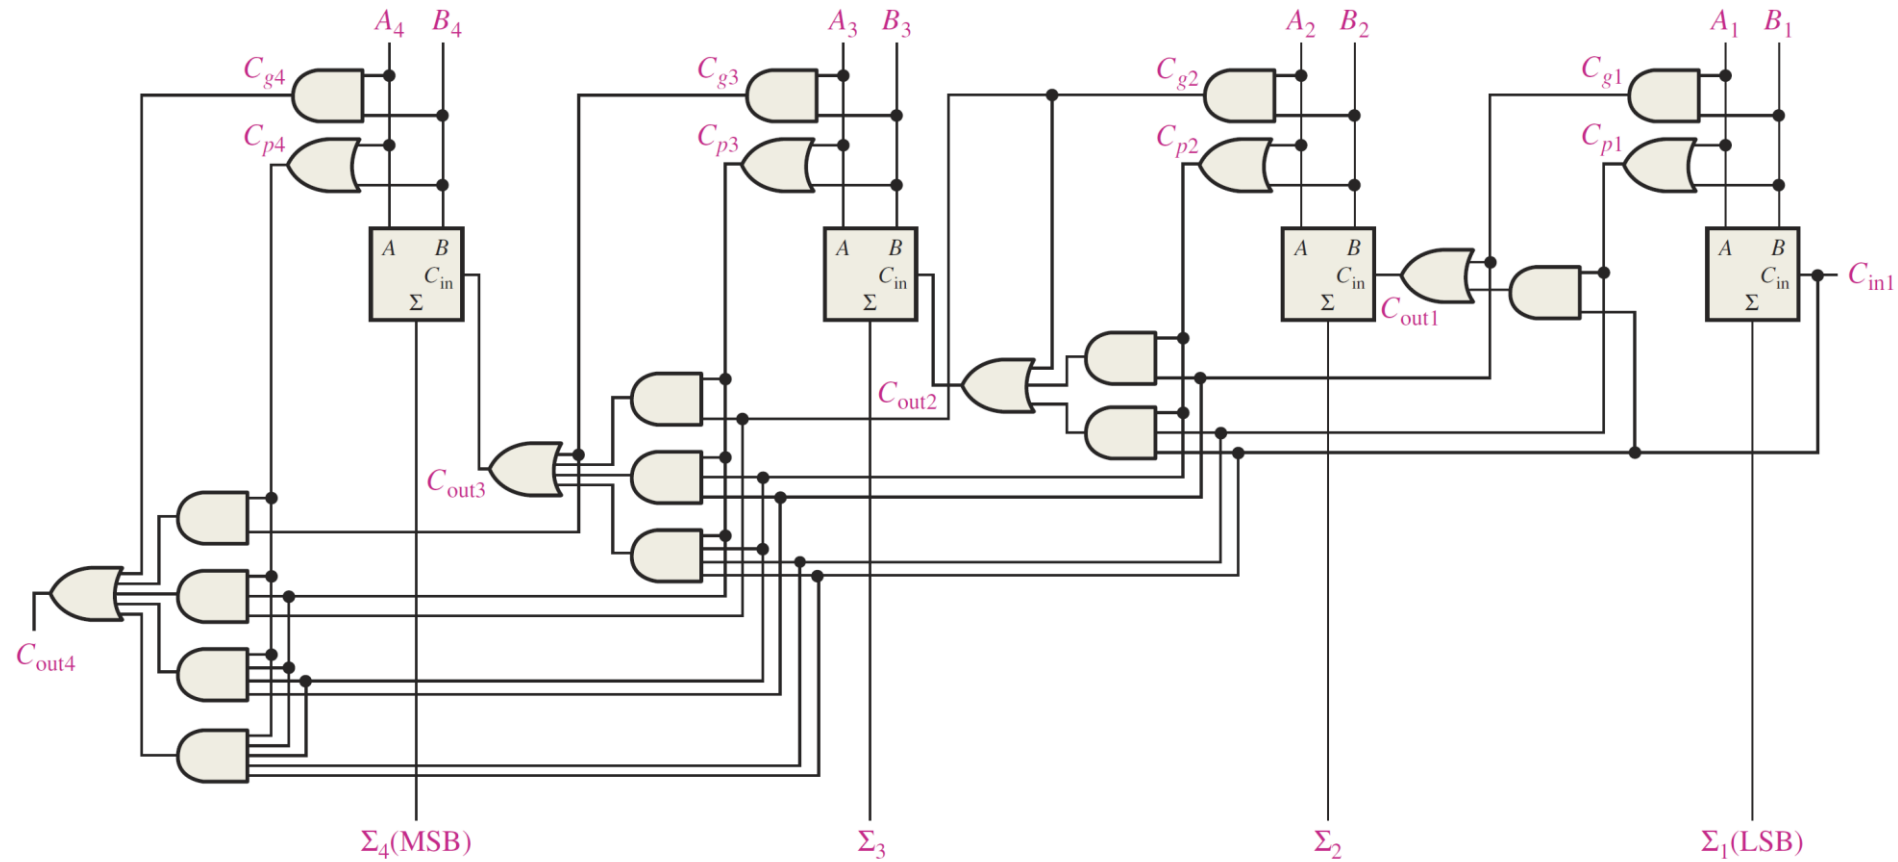 A4 B4 A3 B3 A2 B2 A1 B1
Cg4 Cg3 Cg2 Cg1
Cp4 Cp3 Cp2 Cp1
A B A B A B A B
Cin Cin Cin Cin Cin1
Σ Σ Σ Σ
Cout1
Cout2
Cout3
Cout4
Σ4(MSB) Σ3 Σ2 Σ1(LSB)